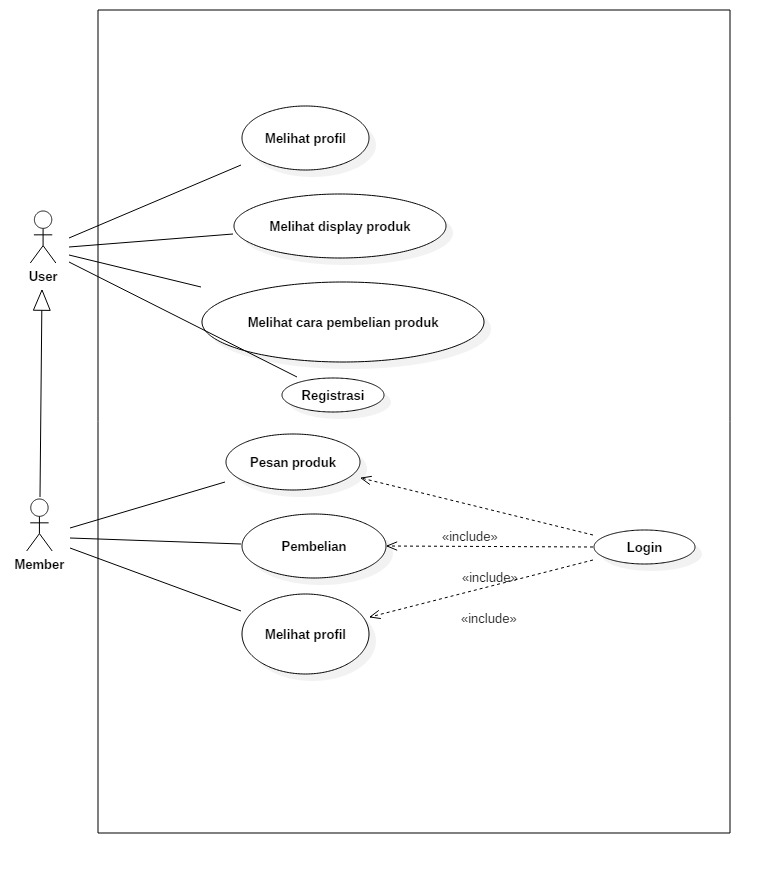 Melihat profil
Melihat display produk
User
Melihat cara pembelian produk
Registrasi
Pesan produk
«include»
Pembelian
Login
Member
«include»
«include»
Melihat profil